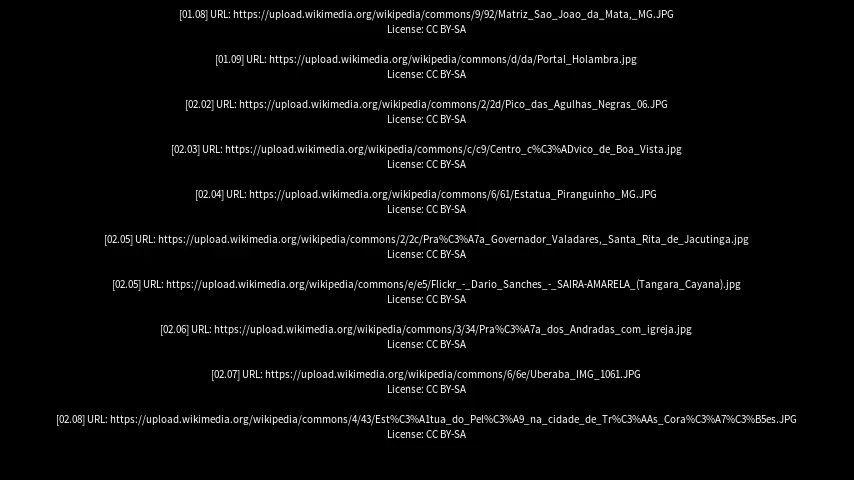 [01.08] URL: https://upload.wikimedia.org/wikipedia/commons/9/92/Matriz_Sao_Joao_da_Mata,_MG.JPG
License: CC BY-SA
[01.09] URL: https://upload.wikimedia.org/wikipedia/commons/d/da/Portal_Holambra.jpg
License: CC BY-SA
[02.02] URL: https://upload.wikimedia.org/wikipedia/commons/2/2d/Pico_das_Agulhas_Negras_06.JPG
License: CC BY-SA
[02.03] URL: https://upload.wikimedia.org/wikipedia/commons/c/c9/Centro_c%C3%ADvico_de_Boa_Vista.jpg
License: CC BY-SA
[02.04] URL: https://upload.wikimedia.org/wikipedia/commons/6/61/Estatua_Piranguinho_MG.JPG
License: CC BY-SA
[02.05] URL: https://upload.wikimedia.org/wikipedia/commons/2/2c/Pra%C3%A7a_Governador_Valadares,_Santa_Rita_de_Jacutinga.jpg
License: CC BY-SA
[02.05] URL: https://upload.wikimedia.org/wikipedia/commons/e/e5/Flickr_-_Dario_Sanches_-_SAIRA-AMARELA_(Tangara_Cayana).jpg
License: CC BY-SA
[02.06] URL: https://upload.wikimedia.org/wikipedia/commons/3/34/Pra%C3%A7a_dos_Andradas_com_igreja.jpg
License: CC BY-SA
[02.07] URL: https://upload.wikimedia.org/wikipedia/commons/6/6e/Uberaba_IMG_1061.JPG
License: CC BY-SA
[02.08] URL: https://upload.wikimedia.org/wikipedia/commons/4/43/Est%C3%A1tua_do_Pel%C3%A9_na_cidade_de_Tr%C3%AAs_Cora%C3%A7%C3%B5es.JPG
License: CC BY-SA